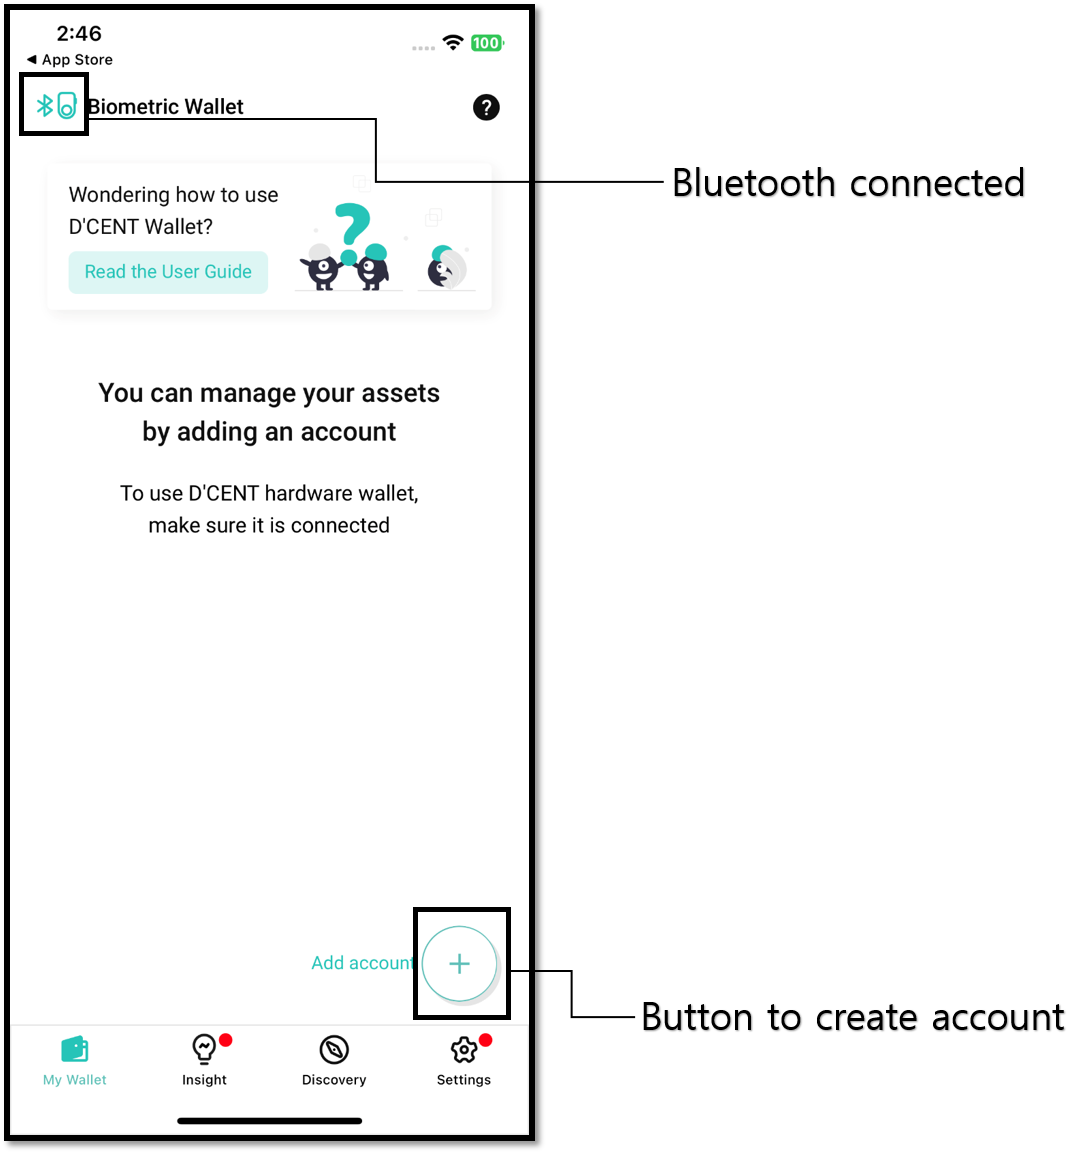 2:46
100
◀ App Store
Biometric Wallet
?
Bluetooth connected
Wondering how to use
D'CENT Wallet?
Read the User Guide
?
You can manage your assets
by adding an account
To use D'CENT hardware wallet,
make sure it is connected
Add account
+
Button to create account
My Wallet
Insight
Discovery
Settings